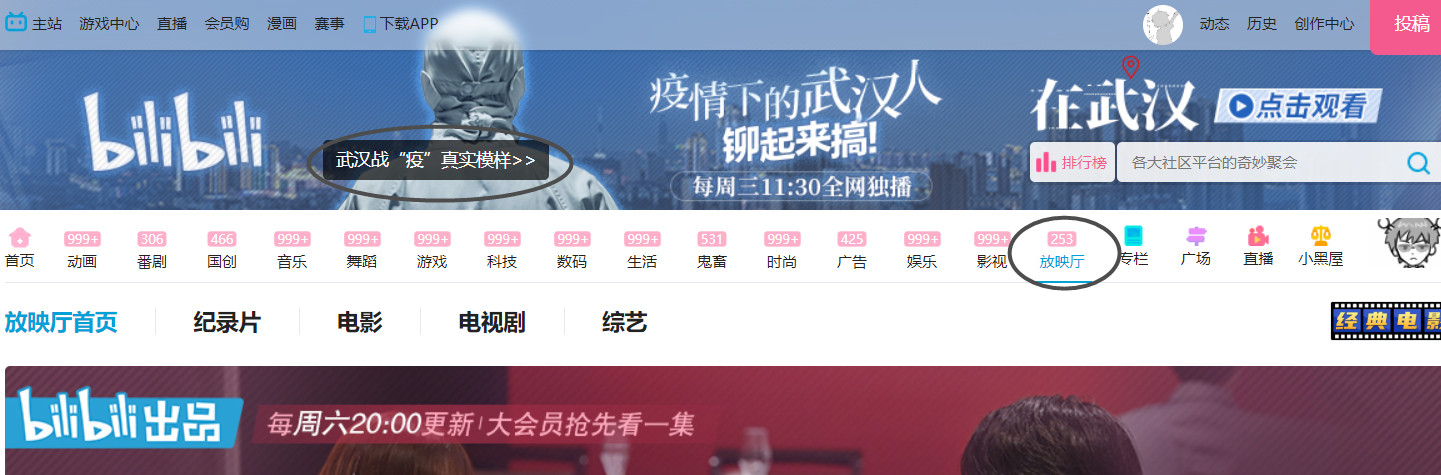 主站 游戏中心 直播 会员购 漫画 赛事 下载APP 动态 历史 创作中心 投稿
bilibili
武汉战“疫”真实模样>>
疫情下的武汉人
铆起来搞!
每周三11:30全网独播
在武汉 点击观看
排行榜 各大社区平台的奇妙聚会
999+ 306 466 999+ 999+ 999+ 999+ 999+ 999+ 531 999+ 425 999+ 999+ 253
首页 动画 番剧 国创 音乐 舞蹈 游戏 科技 数码 生活 鬼畜 时尚 广告 娱乐 影视 放映厅 专栏 广场 直播 小黑屋
放映厅首页 纪录片 电影 电视剧 综艺 经典电影
bilibili出品 每周六20:00更新 | 大会员抢先看一集